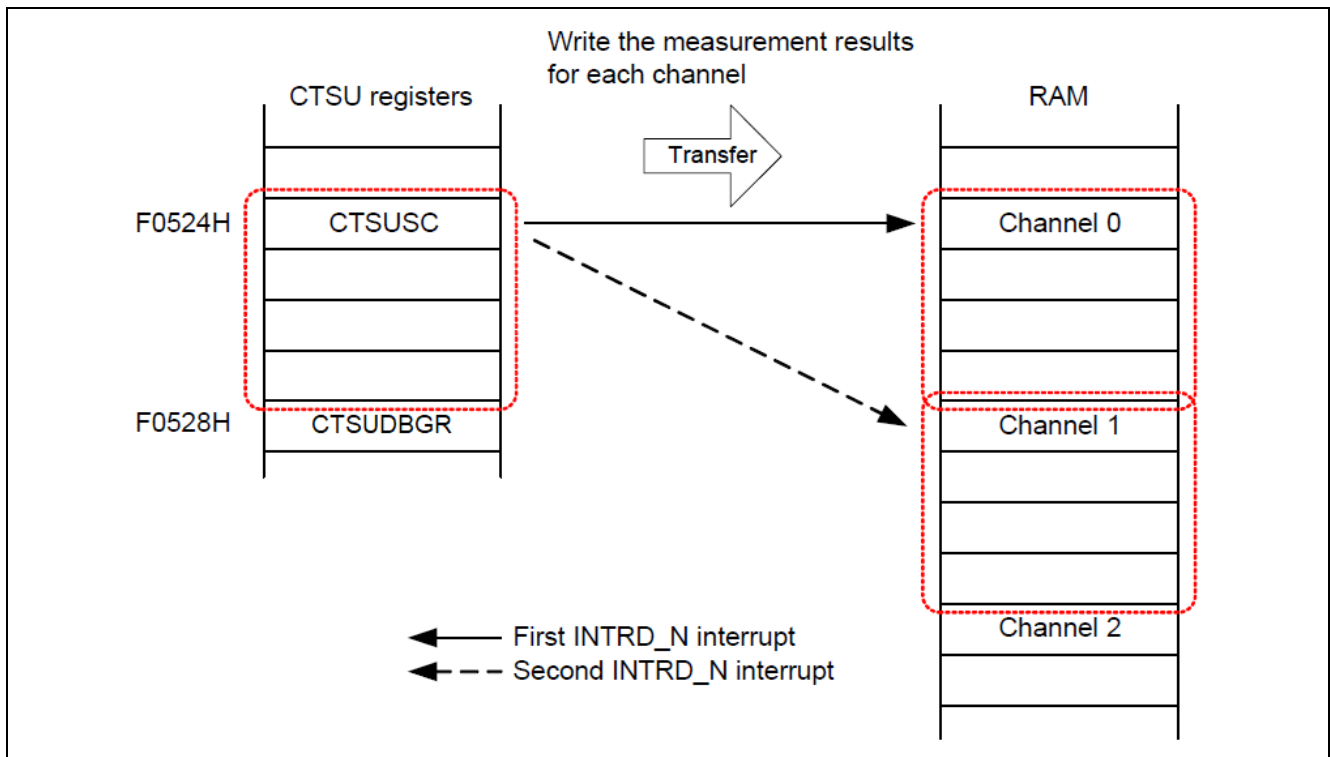 Write the measurement results
for each channel
CTSU registers
RAM
Transfer
F0524H
CTSUSC
Channel 0
F0528H
CTSUDBGR
Channel 1
First INTRD_N interrupt
Channel 2
Second INTRD_N interrupt